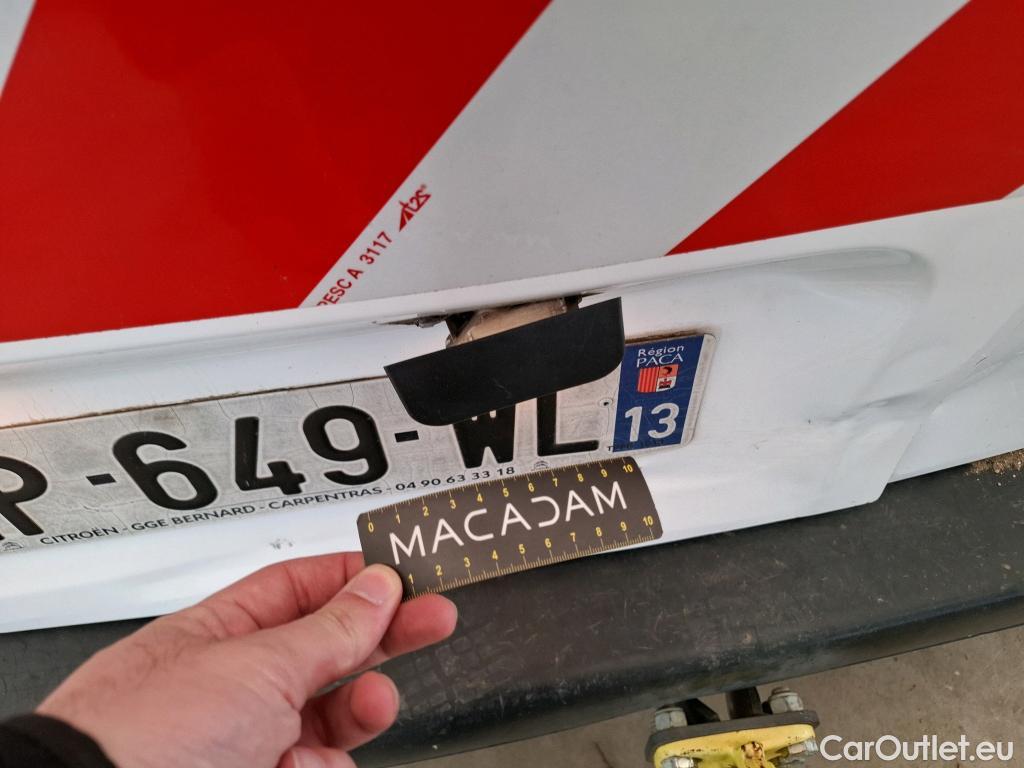 PESC A 3117
Région
PACA
13
P-649-WL
CITROËN - GGE BERNARD - CARPENTRAS - 04 90 63 33 18
0 1 2 3 4 5 6 7 8 9 10
MACADAM
1 2 3 4 5 6 7 8 9 10
CarOutlet.eu